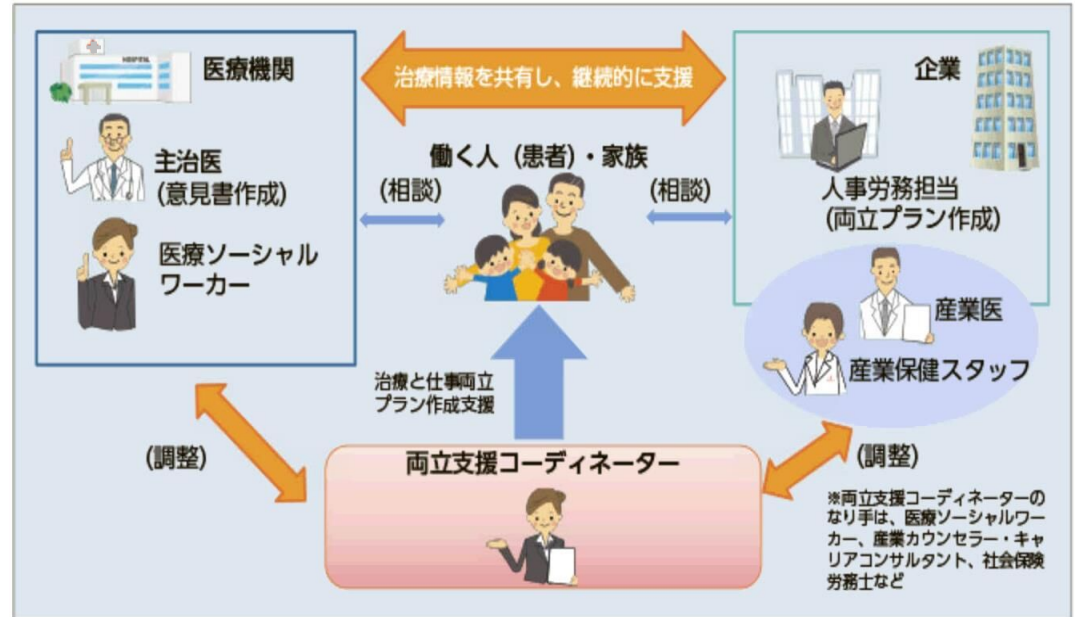 HOSPITAL
医療機関
治療情報を共有し、継続的に支援
企業
主治医
(意見書作成)
医療ソーシャル
ワーカー
働く人(患者)・家族
(相談)
(相談)
人事労務担当
(両立プラン作成)
産業医
産業保健スタッフ
治療と仕事両立
プラン作成支援
(調整)
両立支援コーディネーター
(調整)
※両立支援コーディネーターの
なり手は、医療ソーシャルワー
カー、産業カウンセラー・キャ
リアコンサルタント、社会保険
労務士など